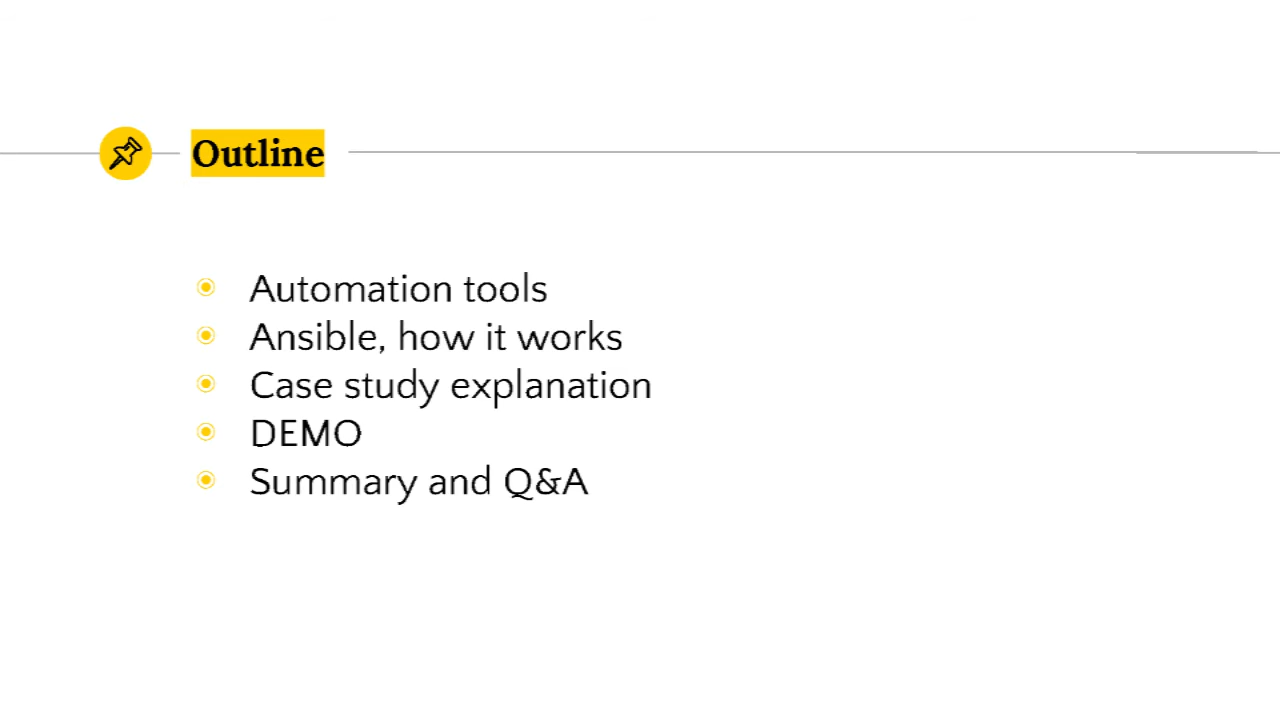 Outline
Automation tools
Ansible, how it works
Case study explanation
DEMO
Summary and Q&A